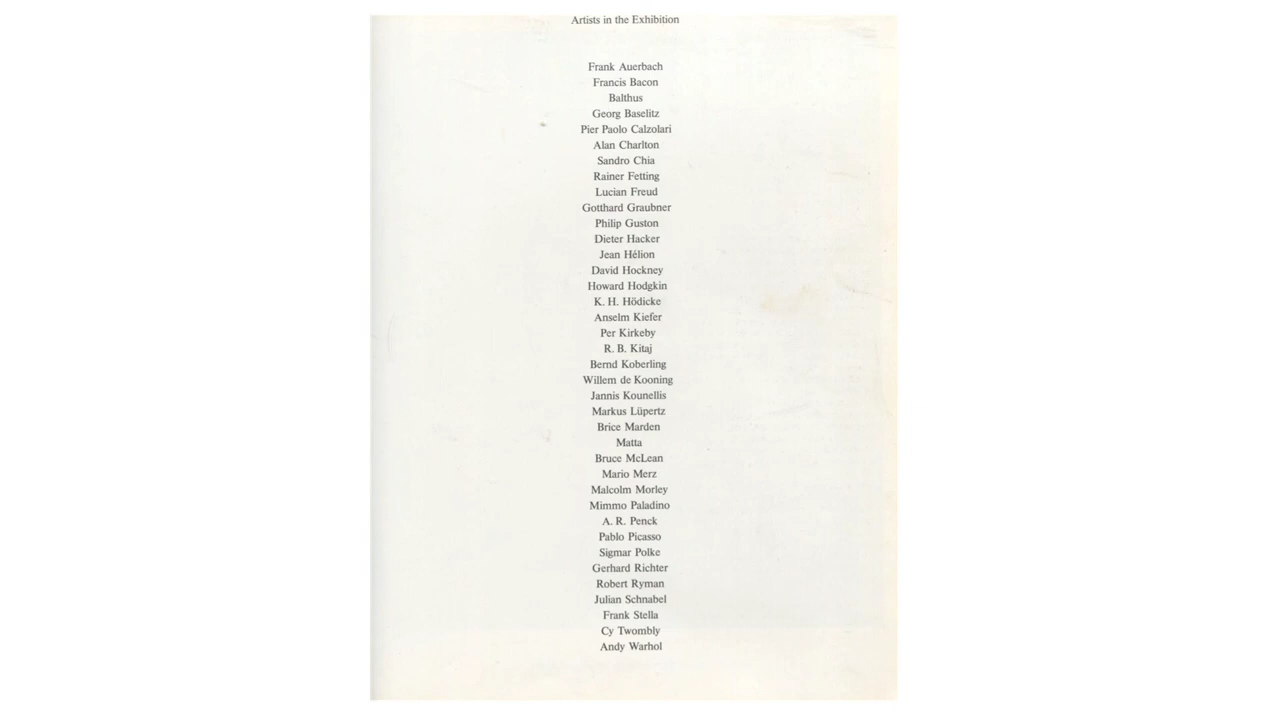 Artists in the Exhibition
Frank Auerbach
Francis Bacon
Balthus
Georg Baselitz
Pier Paolo Calzolari
Alan Charlton
Sandro Chia
Rainer Fetting
Lucian Freud
Gotthard Graubner
Philip Guston
Dieter Hacker
Jean Hélion
David Hockney
Howard Hodgkin
K. H. Hödicke
Anselm Kiefer
Per Kirkeby
R. B. Kitaj
Bernd Koberling
Willem de Kooning
Jannis Kounellis
Markus Lüpertz
Brice Marden
Matta
Bruce McLean
Mario Merz
Malcolm Morley
Mimmo Paladino
A. R. Penck
Pablo Picasso
Sigmar Polke
Gerhard Richter
Robert Ryman
Julian Schnabel
Frank Stella
Cy Twombly
Andy Warhol